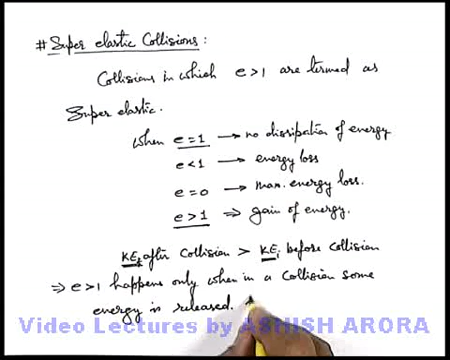 # Super elastic Collisions :
Collisions in which e > 1 are termed as
Super elastic.
When e = 1 → no dissipation of energy
e < 1 → energy loss
e = 0 → max. energy loss.
e > 1 ⇒ gain of energy.
KEf after Collision > KEi before Collision
⇒ e > 1 happens only when in a Collision some
energy is released.
Video Lectures by ASHISH ARORA